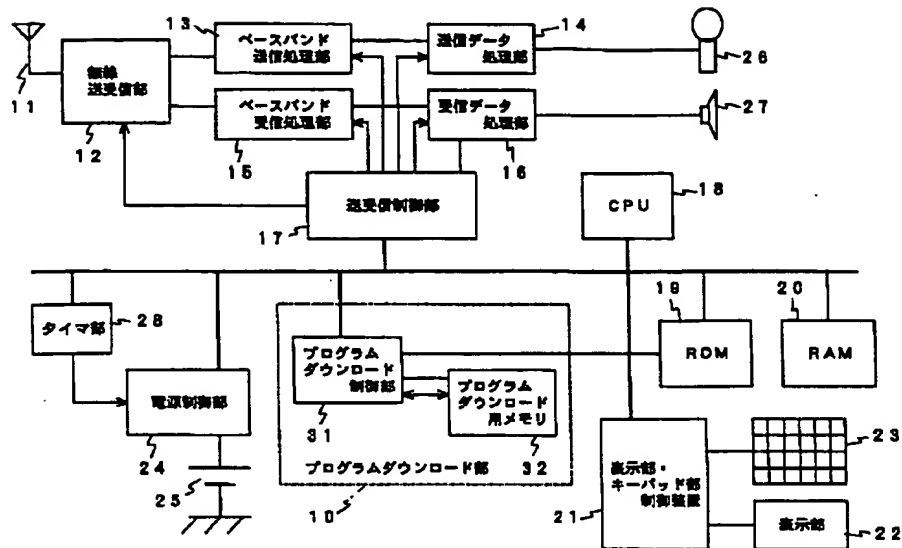 13
ベースバンド
送信処理部
14
送信データ
処理部
26
11
無線
送受信部
12
ベースバンド
受信処理部
15
受信データ
処理部
16
27
送受信制御部
17
CPU
18
タイマ部
28
電源制御部
24
25
プログラム
ダウンロード
制御部
31
プログラム
ダウンロード
用メモリ
32
プログラムダウンロード部
10
19
ROM
20
RAM
表示部・
キーパッド部
制御装置
21
23
表示部
22